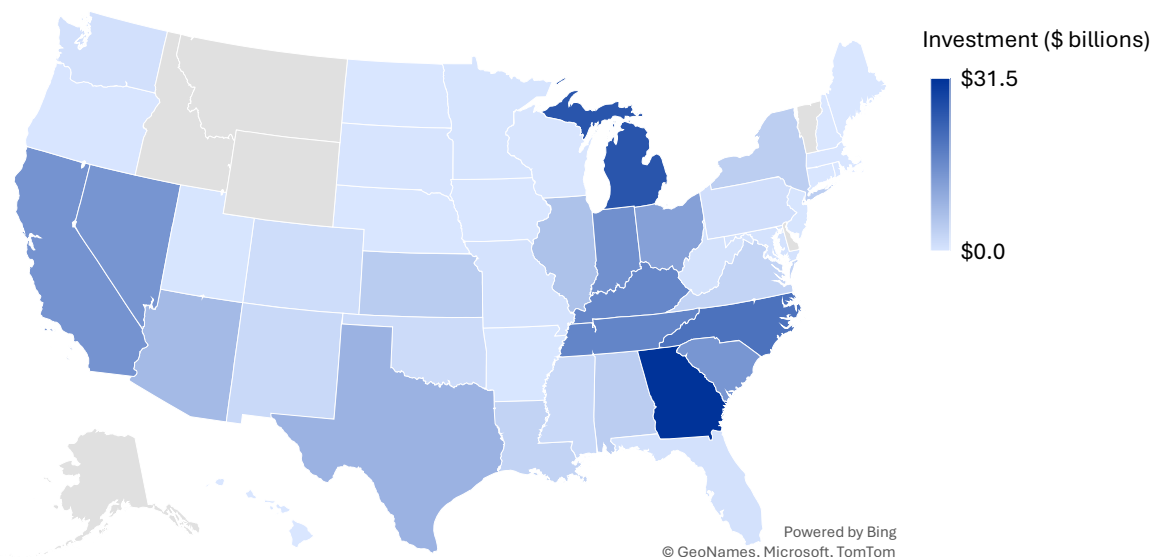 Investment ($ billions)
$31.5
$0.0
Powered by Bing
© GeoNames, Microsoft, TomTom